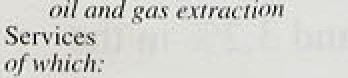 oil and gas extraction
Services
of which: